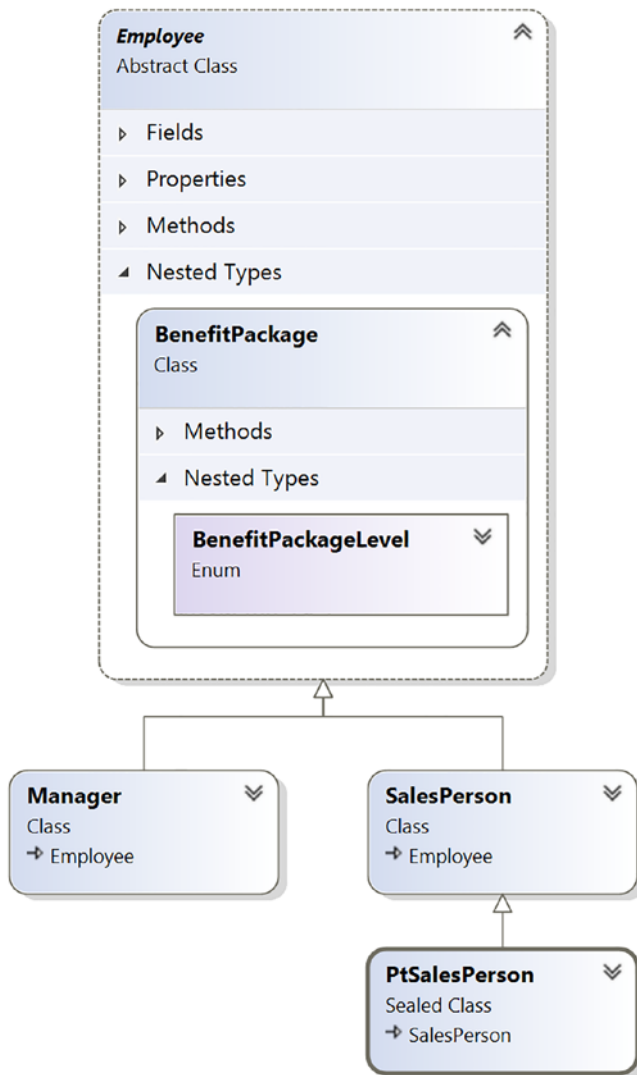 Employee
Abstract Class
Fields
Properties
Methods
Nested Types
BenefitPackage
Class
Methods
Nested Types
BenefitPackageLevel
Enum
Manager
Class
Employee
SalesPerson
Class
Employee
PtSalesPerson
Sealed Class
SalesPerson